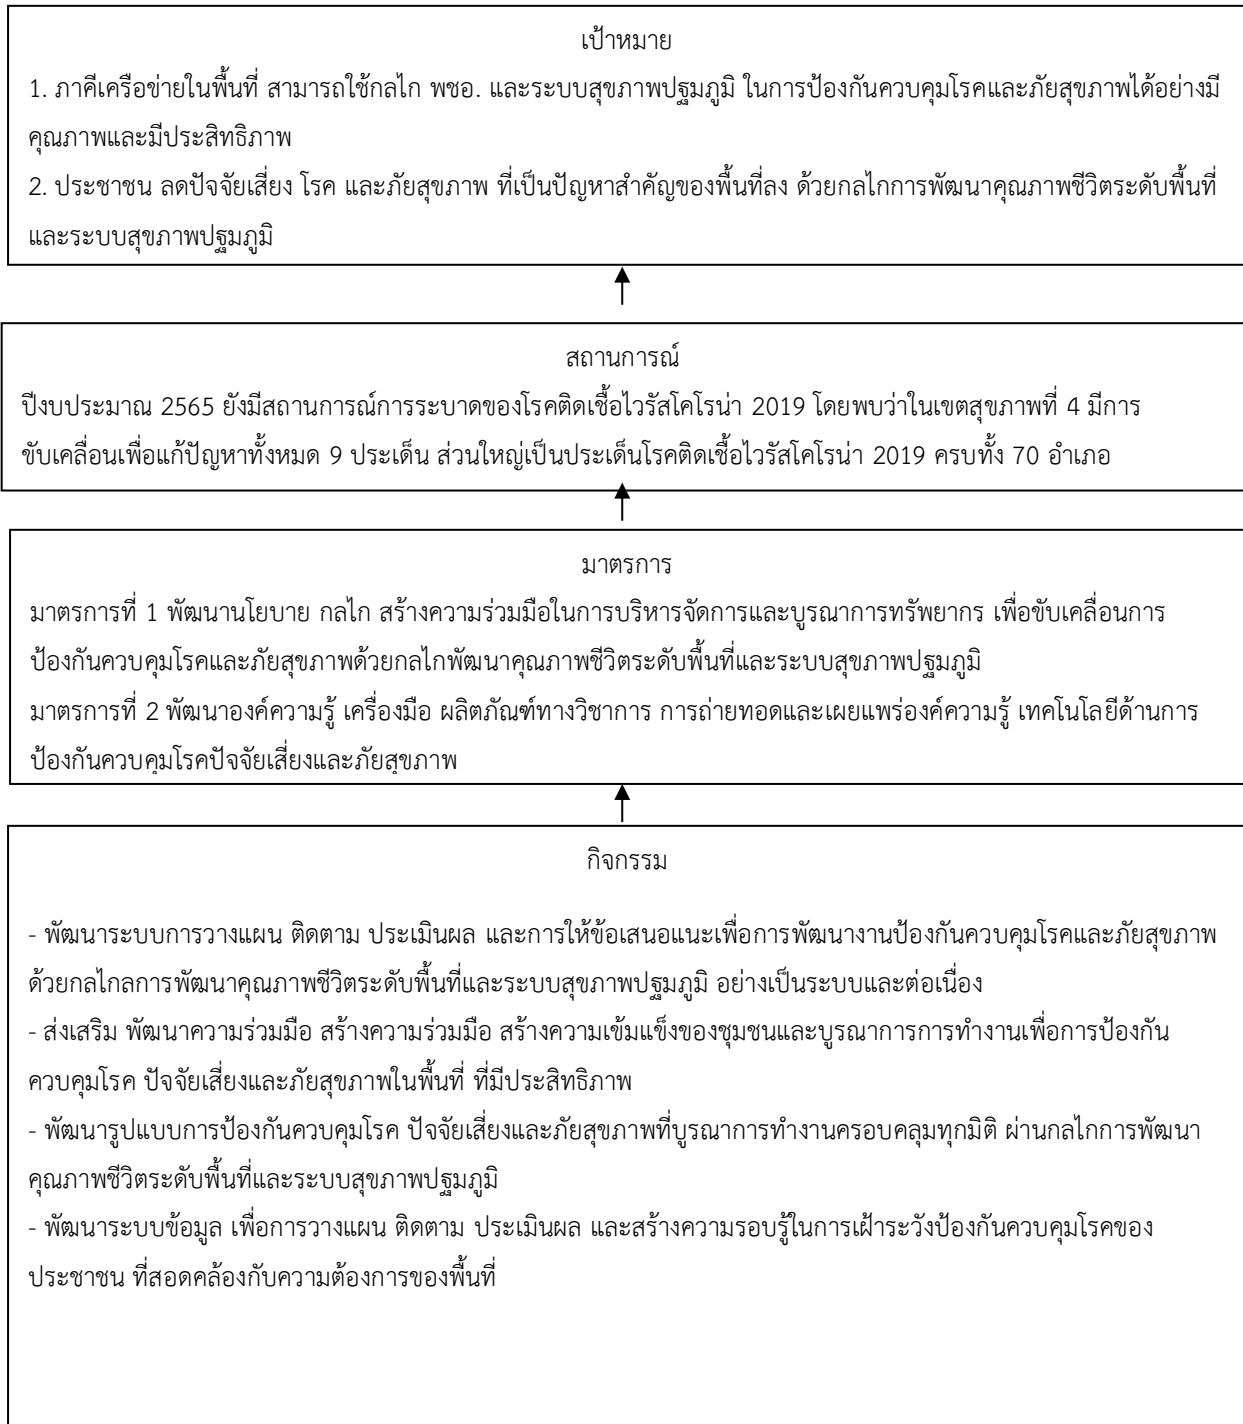 เป้าหมาย
1. ภาคีเครือข่ายในพื้นที่ สามารถใช้กลไก พชอ. และระบบสุขภาพปฐมภูมิ ในการป้องกันควบคุมโรคและภัยสุขภาพได้อย่างมี
คุณภาพและมีประสิทธิภาพ
2. ประชาชน ลดปัจจัยเสี่ยง โรค และภัยสุขภาพ ที่เป็นปัญหาสำคัญของพื้นที่ลง ด้วยกลไกการพัฒนาคุณภาพชีวิตระดับพื้นที่
และระบบสุขภาพปฐมภูมิ
สถานการณ์
ปีงบประมาณ 2565 ยังมีสถานการณ์การระบาดของโรคติดเชื้อไวรัสโคโรน่า 2019 โดยพบว่าในเขตสุขภาพที่ 4 มีการ
ขับเคลื่อนเพื่อแก้ปัญหาทั้งหมด 9 ประเด็น ส่วนใหญ่เป็นประเด็นโรคติดเชื้อไวรัสโคโรน่า 2019 ครบทั้ง 70 อำเภอ
มาตรการ
มาตรการที่ 1 พัฒนานโยบาย กลไก สร้างความร่วมมือในการบริหารจัดการและบูรณาการทรัพยากร เพื่อขับเคลื่อนการ
ป้องกันควบคุมโรคและภัยสุขภาพด้วยกลไกพัฒนาคุณภาพชีวิตระดับพื้นที่และระบบสุขภาพปฐมภูมิ
มาตรการที่ 2 พัฒนาองค์ความรู้ เครื่องมือ ผลิตภัณฑ์ทางวิชาการ การถ่ายทอดและเผยแพร่องค์ความรู้ เทคโนโลยีด้านการ
ป้องกันควบคุมโรคปัจจัยเสี่ยงและภัยสุขภาพ
กิจกรรม
- พัฒนาระบบการวางแผน ติดตาม ประเมินผล และการให้ข้อเสนอแนะเพื่อการพัฒนางานป้องกันควบคุมโรคและภัยสุขภาพ
ด้วยกลไกลการพัฒนาคุณภาพชีวิตระดับพื้นที่และระบบสุขภาพปฐมภูมิ อย่างเป็นระบบและต่อเนื่อง
- ส่งเสริม พัฒนาความร่วมมือ สร้างความร่วมมือ สร้างความเข้มแข็งของชุมชนและบูรณาการการทำงานเพื่อการป้องกัน
ควบคุมโรค ปัจจัยเสี่ยงและภัยสุขภาพในพื้นที่ ที่มีประสิทธิภาพ
- พัฒนารูปแบบการป้องกันควบคุมโรค ปัจจัยเสี่ยงและภัยสุขภาพที่บูรณาการทำงานครอบคลุมทุกมิติ ผ่านกลไกการพัฒนา
คุณภาพชีวิตระดับพื้นที่และระบบสุขภาพปฐมภูมิ
- พัฒนาระบบข้อมูล เพื่อการวางแผน ติดตาม ประเมินผล และสร้างความรอบรู้ในการเฝ้าระวังป้องกันควบคุมโรคของ
ประชาชน ที่สอดคล้องกับความต้องการของพื้นที่